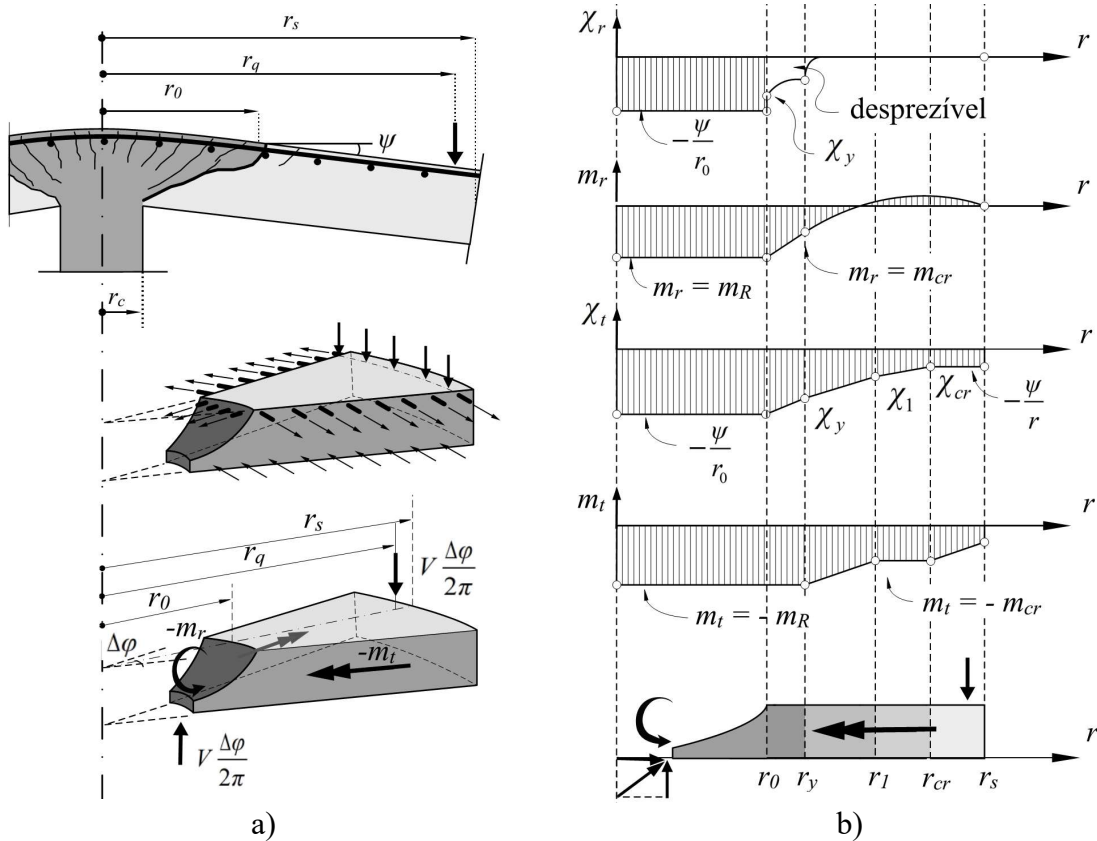 r_s
r_q
r_0
ψ
r_c
r_s
r_q
V Δφ/2π
r_0
-m_r
Δφ
-m_t
V Δφ/2π
a)
χ_r
r
desprezível
-ψ/r_0
χ_y
m_r
r
m_r = m_R
m_r = m_cr
χ_t
r
χ_y
χ_1
χ_cr
-ψ/r
-ψ/r_0
m_t
r
m_t = - m_R
m_t = - m_cr
r
r_0
r_y
r_1
r_cr
r_s
b)